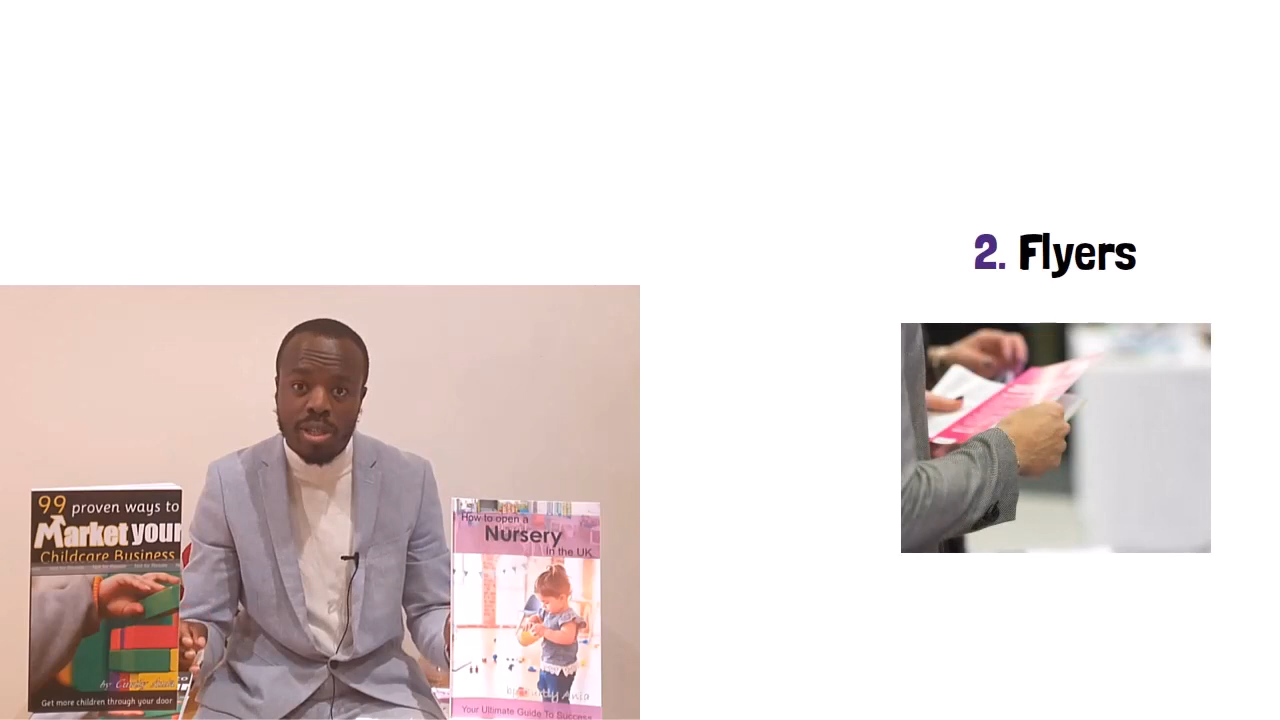 2. Flyers
99 proven ways to
Market your
Childcare Business
Get more children through your door
How to open a
Nursery
In the UK
by
Your Ultimate Guide To Success